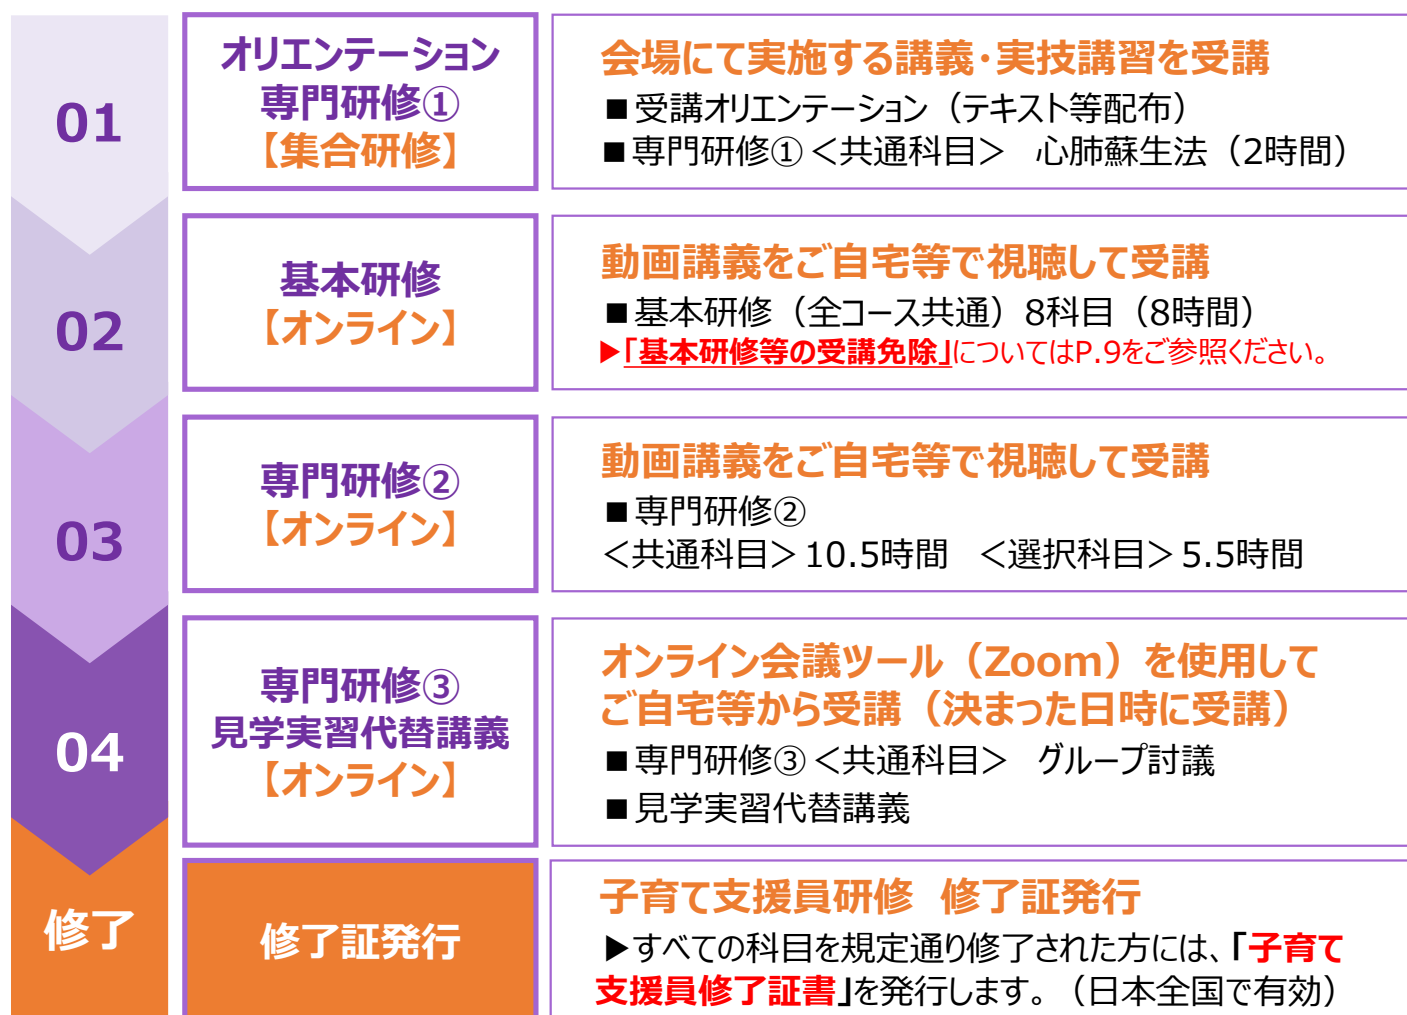 01
オリエンテーション
専門研修①
【集合研修】
会場にて実施する講義・実技講習を受講
■受講オリエンテーション（テキスト等配布）
■専門研修①＜共通科目＞　心肺蘇生法（2時間）
02
基本研修
【オンライン】
動画講義をご自宅等で視聴して受講
■基本研修（全コース共通）8科目（8時間）
▶「基本研修等の受講免除」についてはP.9をご参照ください。
03
専門研修②
【オンライン】
動画講義をご自宅等で視聴して受講
■専門研修②
＜共通科目＞10.5時間　＜選択科目＞5.5時間
04
専門研修③
見学実習代替講義
【オンライン】
オンライン会議ツール（Zoom）を使用して
ご自宅等から受講（決まった日時に受講）
■専門研修③＜共通科目＞　グループ討議
■見学実習代替講義
修了
修了証発行
子育て支援員研修　修了証発行
▶すべての科目を規定通り修了された方には、「子育て
支援員修了証書」を発行します。（日本全国で有効）